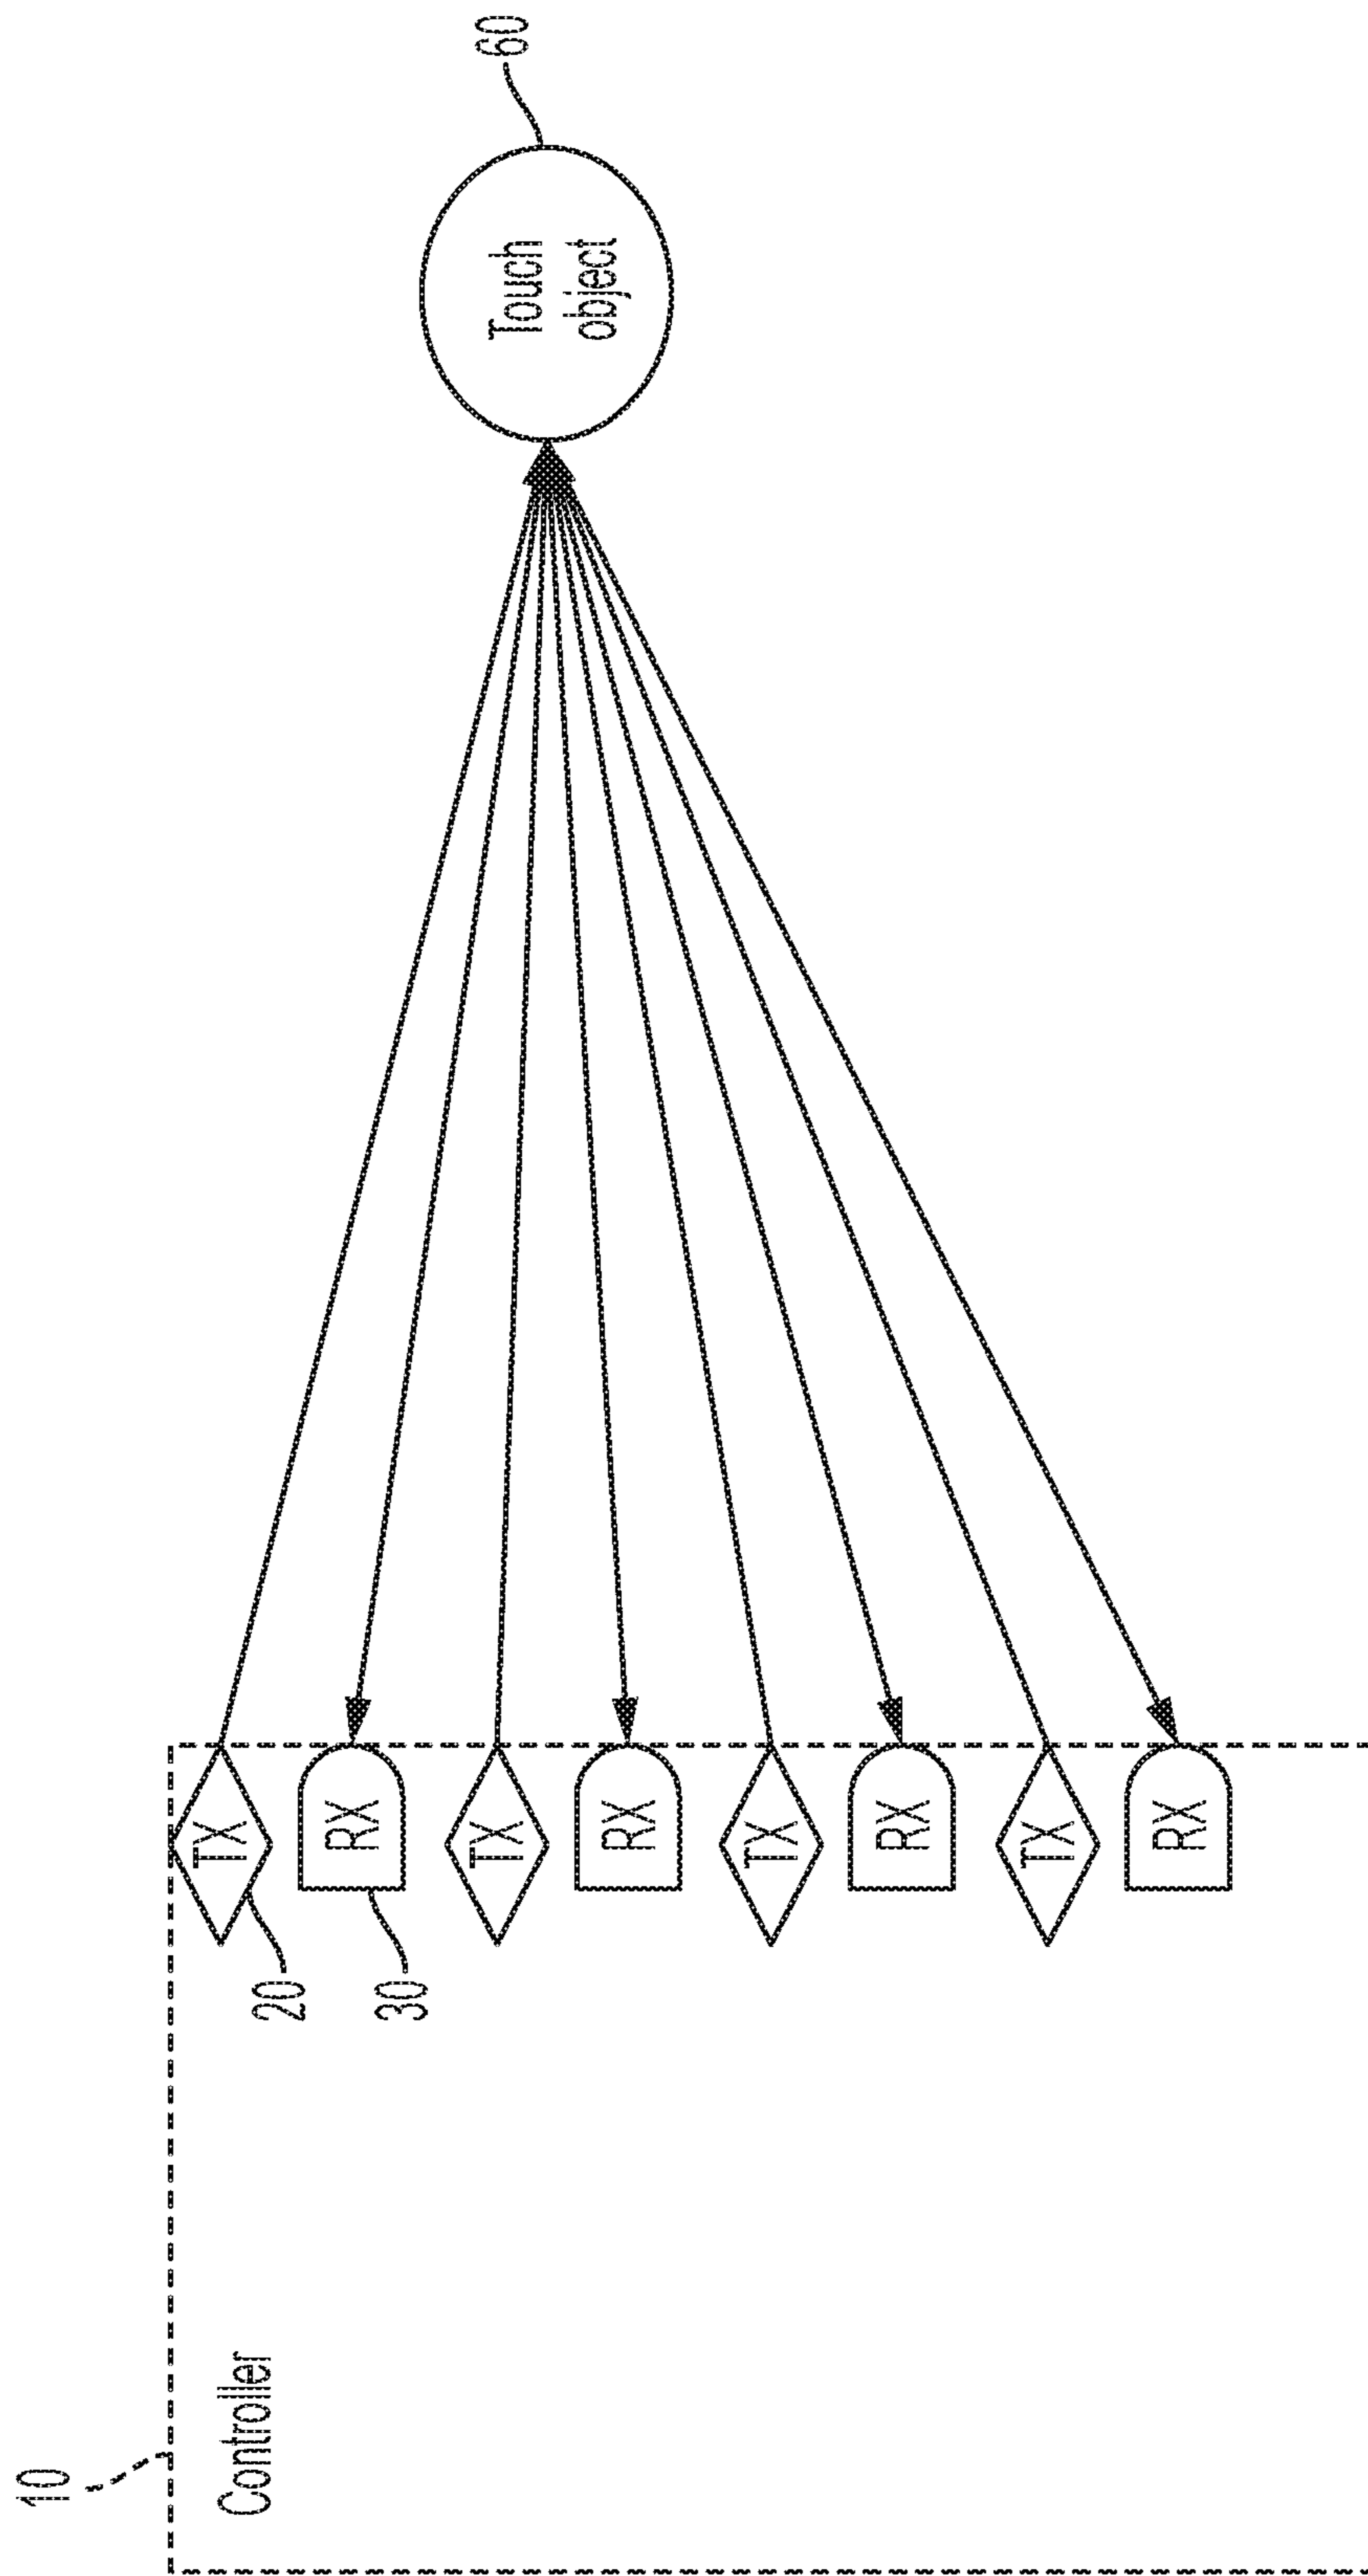 10
Controller
20
30
TX
RX
TX
RX
TX
RX
TX
RX
Touch
object
60